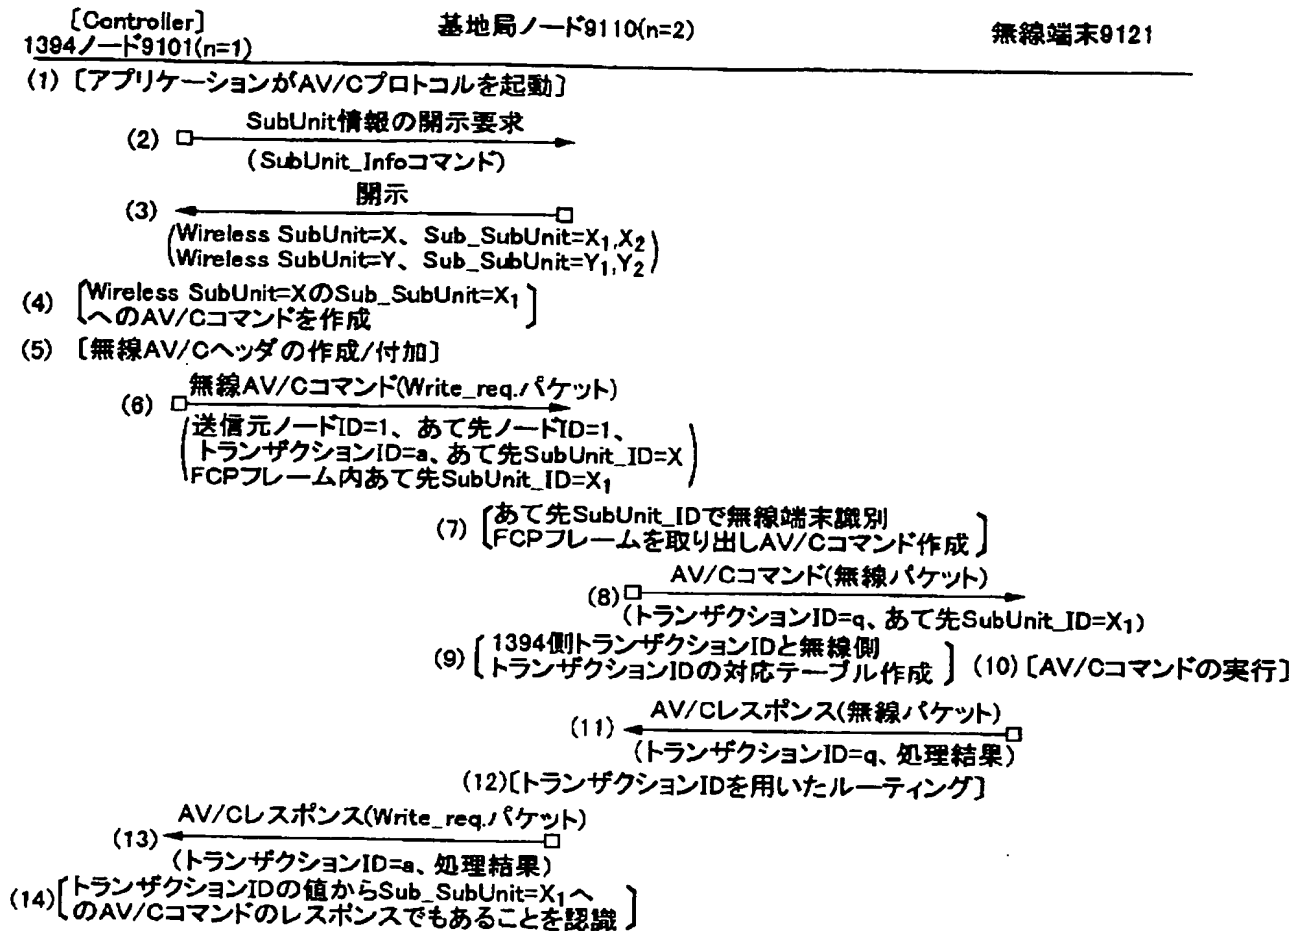 [Controller]
1394ノード9101(n=1)
基地局ノード9110(n=2)
無線端末9121
(1) [アプリケーションがAV/Cプロトコルを起動]
(2)
SubUnit情報の開示要求
(SubUnit_Infoコマンド)
(3)
開示
(Wireless SubUnit=X、Sub_SubUnit=X1,X2
Wireless SubUnit=Y、Sub_SubUnit=Y1,Y2)
(4) [Wireless SubUnit=XのSub_SubUnit=X1
へのAV/Cコマンドを作成]
(5) [無線AV/Cヘッダの作成/付加]
(6)
無線AV/Cコマンド(Write_req.パケット)
(送信元ノードID=1、あて先ノードID=1、
トランザクションID=a、あて先SubUnit_ID=X
FCPフレーム内あて先SubUnit_ID=X1)
(7) [あて先SubUnit_IDで無線端末識別
FCPフレームを取り出しAV/Cコマンド作成]
(8)
AV/Cコマンド(無線パケット)
(トランザクションID=q、あて先SubUnit_ID=X1)
(9) [1394側トランザクションIDと無線側
トランザクションIDの対応テーブル作成]
(10) [AV/Cコマンドの実行]
(11)
AV/Cレスポンス(無線パケット)
(トランザクションID=q、処理結果)
(12)[トランザクションIDを用いたルーティング]
(13)
AV/Cレスポンス(Write_req.パケット)
(トランザクションID=a、処理結果)
(14)[トランザクションIDの値からSub_SubUnit=X1へ
のAV/Cコマンドのレスポンスでもあることを認識]